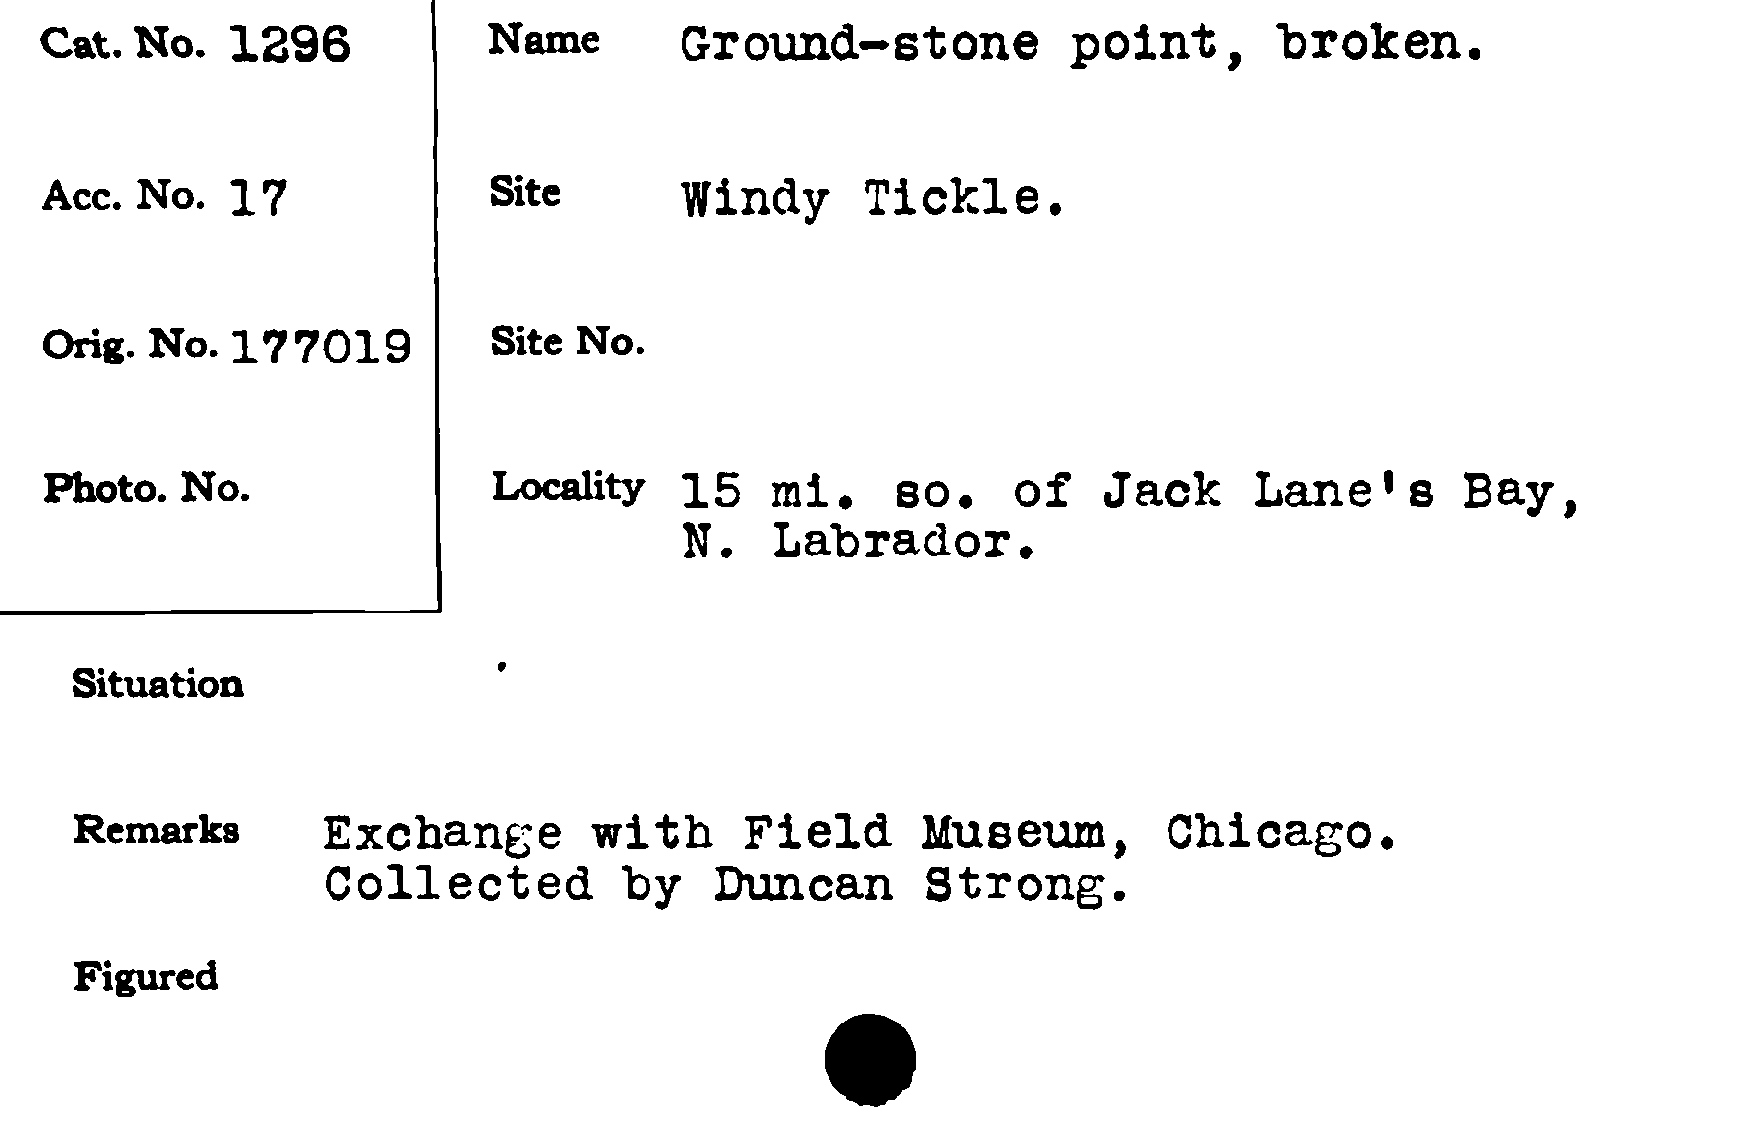 Cat. No. 1296
Name Ground-stone point, broken.
Acc. No. 17
Site Windy Tickle.
Orig. No. 177019
Site No.
Photo. No.
Locality 15 mi. so. of Jack Lane's Bay,
N. Labrador.
Situation
Remarks Exchange with Field Museum, Chicago.
Collected by Duncan Strong.
Figured